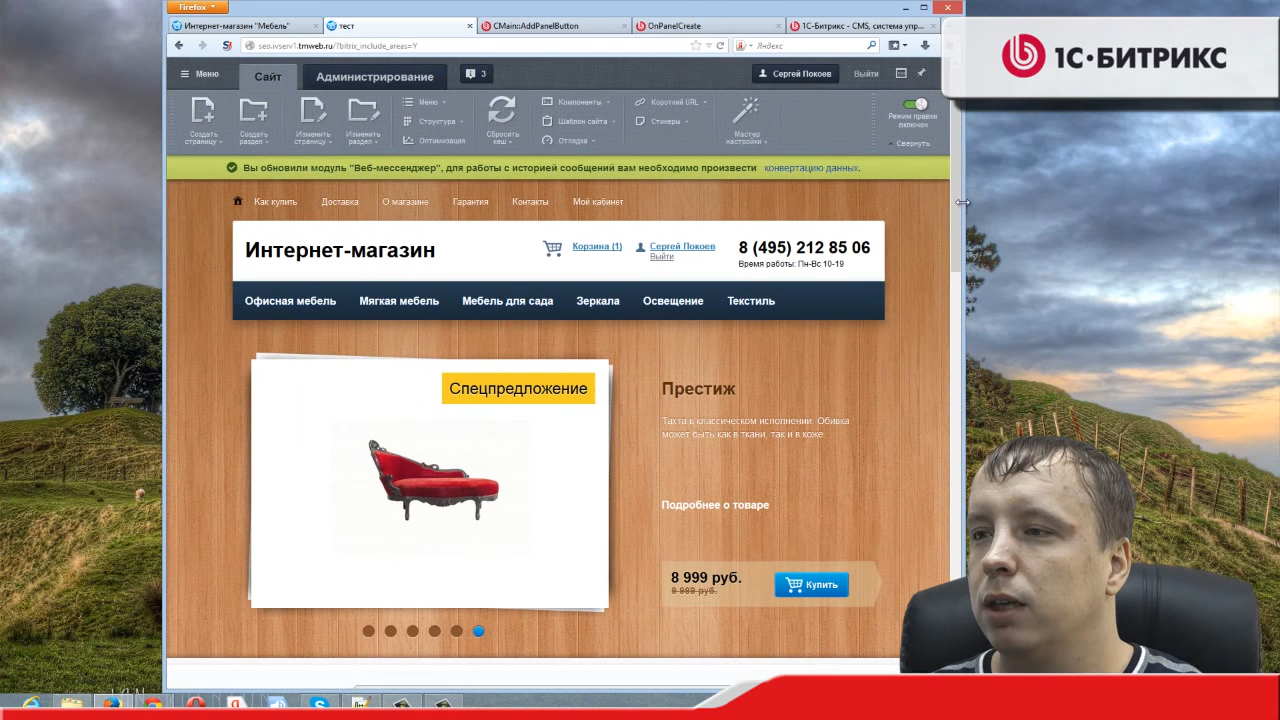 Firefox
Интернет-магазин "Мебель"
тест
CMain::AddPanelButton
OnPanelCreate
1С-Битрикс - CMS, система упр...
seo.ivserv1.tmweb.ru/?bitrix_include_areas=Y
Яндекс
1С·БИТРИКС
Меню
Сайт
Администрирование
3
Сергей Покоев
Выйти
Создать страницу
Создать раздел
Изменить страницу
Изменить раздел
Меню
Структура
Оптимизация
Сбросить кеш
Компоненты
Шаблон сайта
Отладка
Короткий URL
Стикеры
Мастер настройки
Режим правки включен
Свернуть
Вы обновили модуль "Веб-мессенджер", для работы с историей сообщений вам необходимо произвести конвертацию данных.
Как купить
Доставка
О магазине
Гарантия
Контакты
Мой кабинет
Интернет-магазин
Корзина (1)
Сергей Покоев
Выйти
8 (495) 212 85 06
Время работы: Пн-Вс 10-19
Офисная мебель
Мягкая мебель
Мебель для сада
Зеркала
Освещение
Текстиль
Спецпредложение
Престиж
Тахта в классическом исполнении. Обивка
может быть как в ткани, так и в коже.
Подробнее о товаре
8 999 руб.
9 999 руб.
Купить